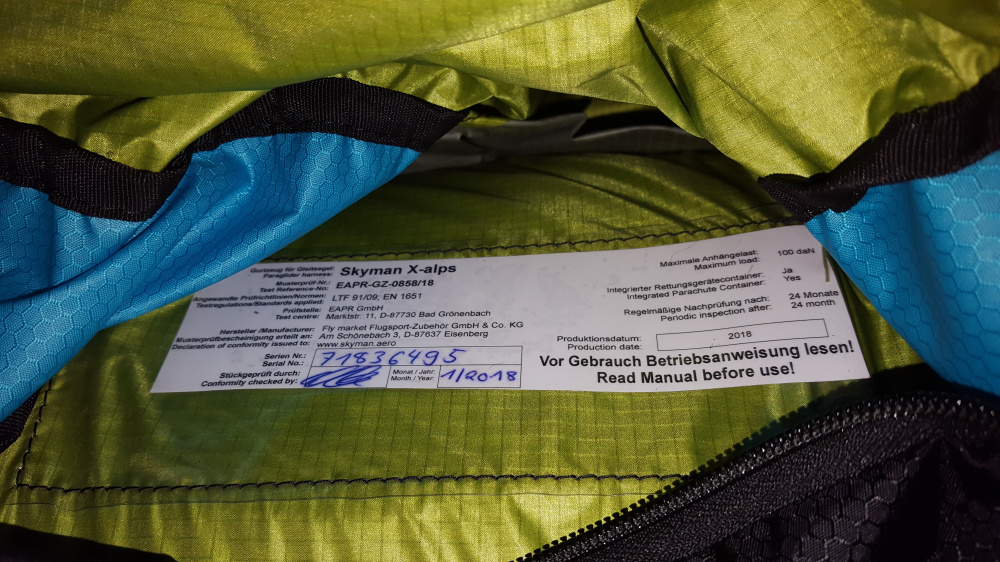 Gurtzeug für Gleitsegel:
Paraglider harness: Skyman X-alps
Musterprüf-Nr.:
Test Reference-No: EAPR-GZ-0858/18
Angewandte Prüfrichtlinien/Normen:
Testregulations/Standards applied: LTF 91/09; EN 1651
Prüfstelle: EAPR GmbH
Test centre: Marktstr. 11, D-87730 Bad Grönenbach
Hersteller /Manufacturer: Fly market Flugsport-Zubehör GmbH & Co. KG
Musterprüfbescheinigung erteilt an: Am Schönebach 3, D-87637 Eisenberg
Declaration of conformity issued to: www.skyman.aero
Serien Nr.:
Serial No.: 71836495
Stückgeprüft durch:
Conformity checked by:
Monat / Jahr:
Month / Year: 1/2018
Maximale Anhängelast: 100 daN
Maximum load:
Integrierter Rettungsgerätecontainer: Ja
Integrated Parachute Container: Yes
Regelmäßige Nachprüfung nach: 24 Monate
Periodic inspection after: 24 month
Produktionsdatum:
Production date: 2018
Vor Gebrauch Betriebsanweisung lesen!
Read Manual before use!